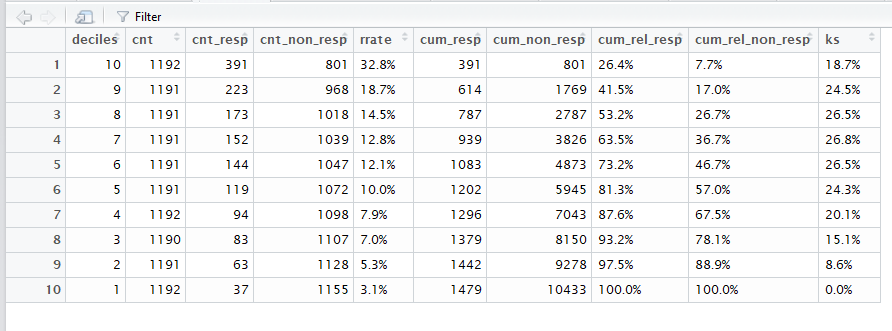 Filter
deciles cnt cnt_resp cnt_non_resp rrate cum_resp cum_non_resp cum_rel_resp cum_rel_non_resp ks
1 10 1192 391 801 32.8% 391 801 26.4% 7.7% 18.7%
2 9 1191 223 968 18.7% 614 1769 41.5% 17.0% 24.5%
3 8 1191 173 1018 14.5% 787 2787 53.2% 26.7% 26.5%
4 7 1191 152 1039 12.8% 939 3826 63.5% 36.7% 26.8%
5 6 1191 144 1047 12.1% 1083 4873 73.2% 46.7% 26.5%
6 5 1191 119 1072 10.0% 1202 5945 81.3% 57.0% 24.3%
7 4 1192 94 1098 7.9% 1296 7043 87.6% 67.5% 20.1%
8 3 1190 83 1107 7.0% 1379 8150 93.2% 78.1% 15.1%
9 2 1191 63 1128 5.3% 1442 9278 97.5% 88.9% 8.6%
10 1 1192 37 1155 3.1% 1479 10433 100.0% 100.0% 0.0%